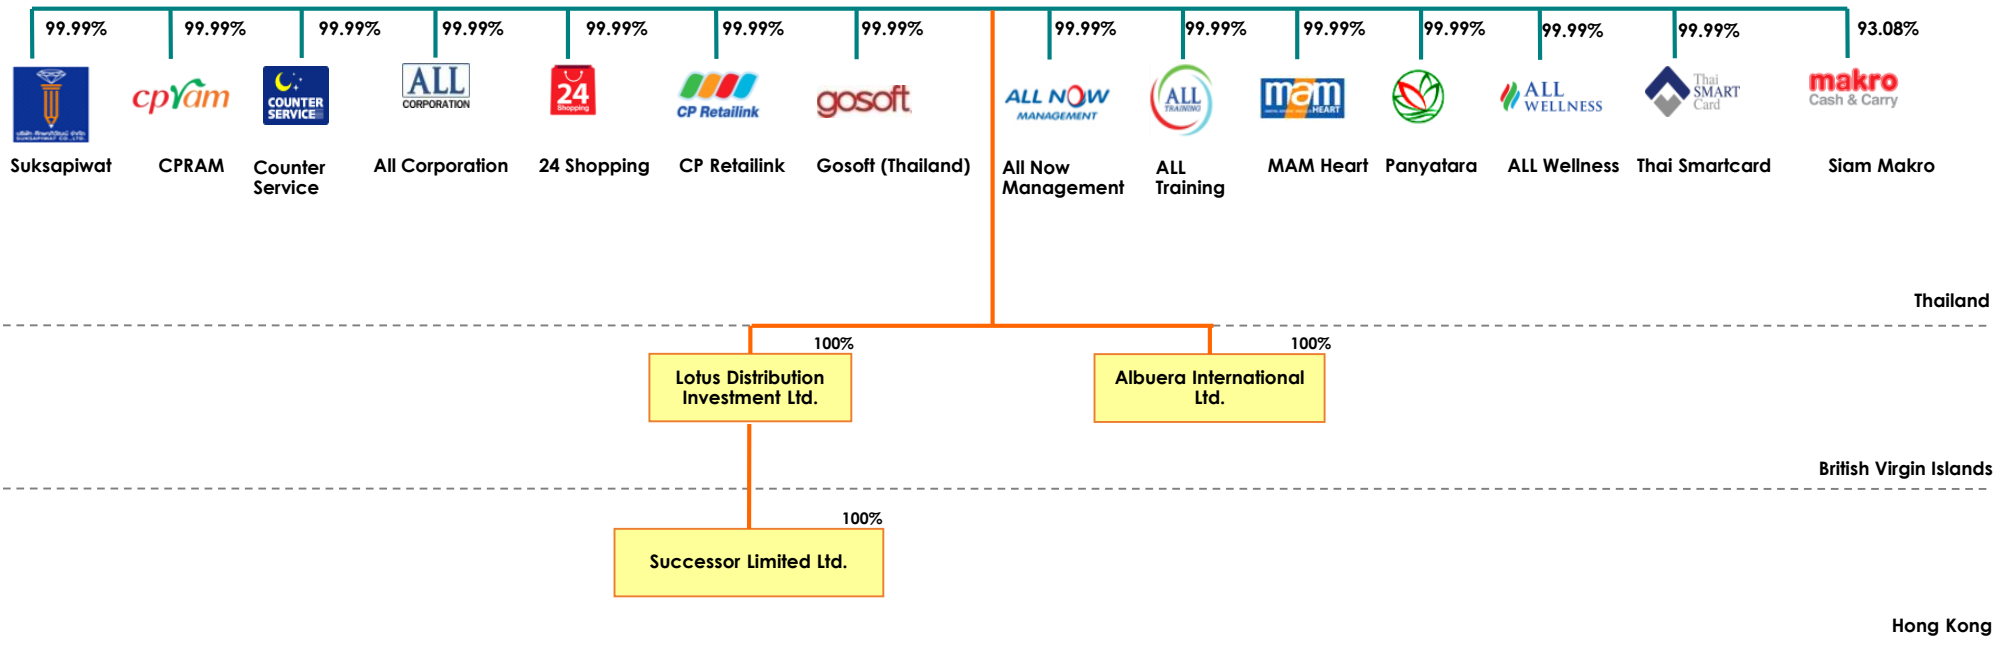 99.99% 99.99% 99.99% 99.99% 99.99% 99.99% 99.99% 99.99% 99.99% 99.99% 99.99% 99.99% 99.99% 93.08%
SUKSAPIWAT CO.,LTD.
cpram
COUNTER
SERVICE
ALL
CORPORATION
24
Shopping
CP Retailink
gosoft
ALL NOW
MANAGEMENT
ALL
TRAINING
mam
HEART
ALL
WELLNESS
Thai
SMART
Card
makro
Cash & Carry
Suksapiwat
CPRAM
Counter
Service
All Corporation
24 Shopping
CP Retailink
Gosoft (Thailand)
All Now
Management
ALL
Training
MAM Heart
Panyatara
ALL Wellness
Thai Smartcard
Siam Makro
Thailand
100%
Lotus Distribution
Investment Ltd.
100%
Albuera International
Ltd.
British Virgin Islands
100%
Successor Limited Ltd.
Hong Kong